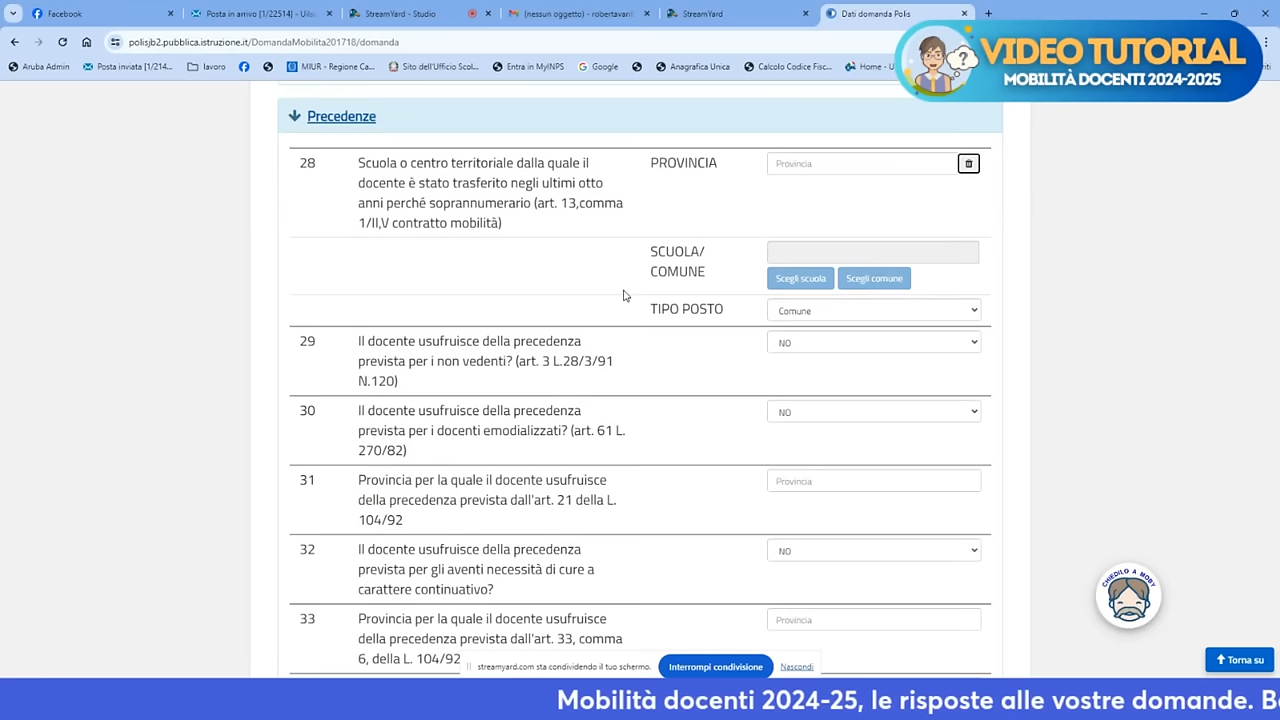 Facebook
Posta in arrivo [1/22514] - Uils
StreamYard - Studio
(nessun oggetto) - robertavanl
StreamYard
Dati domanda Polis
polisjb2.pubblica.istruzione.it/DomandaMobilita201718/domanda
Aruba Admin
Posta inviata [1/214...
lavoro
MIUR - Regione Ca...
Sito dell'Ufficio Scol...
Entra in MyINPS
Google
Anagrafica Unica
Calcolo Codice Fisc...
Home - U
VIDEO TUTORIAL
MOBILITÀ DOCENTI 2024-2025
Precedenze
28 Scuola o centro territoriale dalla quale il PROVINCIA Provincia
docente è stato trasferito negli ultimi otto
anni perché soprannumerario (art. 13,comma
1/II,V contratto mobilità)
SCUOLA/
COMUNE
Scegli scuola Scegli comune
TIPO POSTO Comune
29 Il docente usufruisce della precedenza NO
prevista per i non vedenti? (art. 3 L.28/3/91
N.120)
30 Il docente usufruisce della precedenza NO
prevista per i docenti emodializzati? (art. 61 L.
270/82)
31 Provincia per la quale il docente usufruisce Provincia
della precedenza prevista dall'art. 21 della L.
104/92
32 Il docente usufruisce della precedenza NO
prevista per gli aventi necessità di cure a
carattere continuativo?
33 Provincia per la quale il docente usufruisce Provincia
della precedenza prevista dall'art. 33, comma
6, della L. 104/92
CHIEDILO A MOBY
Torna su
streamyard.com sta condividendo il tuo schermo. Interrompi condivisione Nascondi
Mobilità docenti 2024-25, le risposte alle vostre domande.